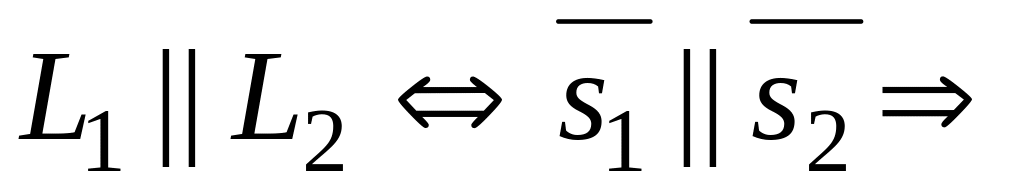 L₁ ∥ L₂ ⇔ s̅₁ ∥ s̅₂ ⇒